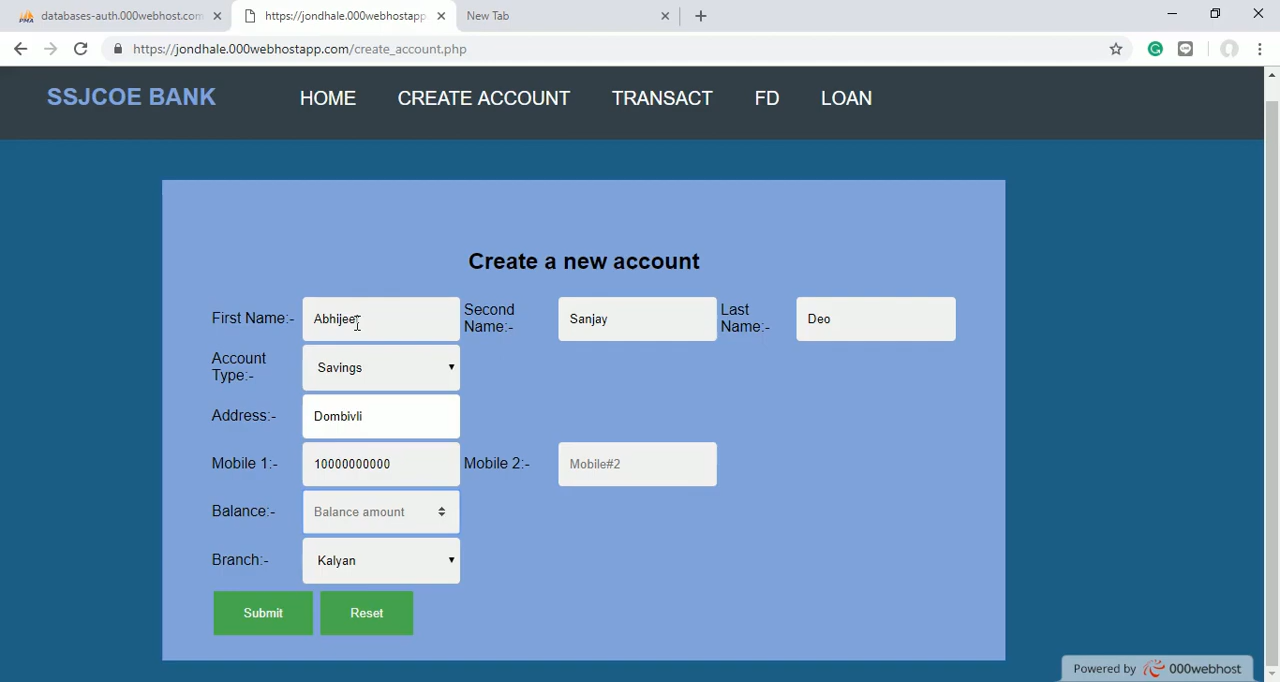 databases-auth.000webhost.com
https://jondhale.000webhostapp.
New Tab
https://jondhale.000webhostapp.com/create_account.php
SSJCOE BANK HOME CREATE ACCOUNT TRANSACT FD LOAN
Create a new account
First Name:- Abhijeet Second Name:- Sanjay Last Name:- Deo
Account Type:- Savings
Address:- Dombivli
Mobile 1:- 10000000000 Mobile 2:- Mobile#2
Balance:- Balance amount
Branch:- Kalyan
Submit Reset
Powered by 000webhost